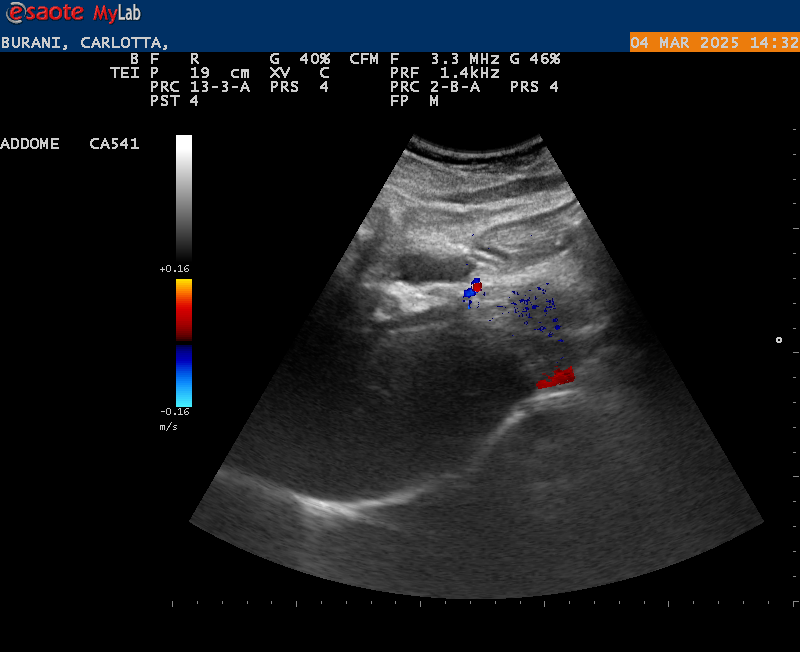 esaote MyLab
BURANI, CARLOTTA,
04 MAR 2025 14:32
B F R G 40% CFM F 3.3 MHz G 46%
TEI P 19 cm XV C PRF 1.4kHz
PRC 13-3-A PRS 4 PRC 2-B-A PRS 4
PST 4 FP M
ADDOME CA541
+0.16
-0.16
m/s